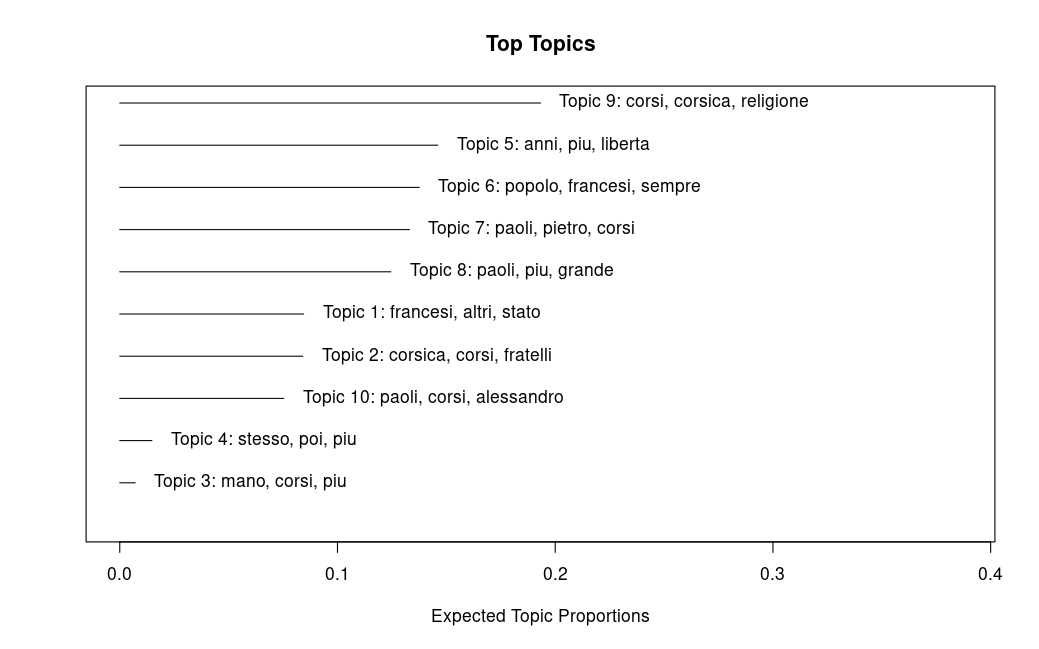 Top Topics
Topic 9: corsi, corsica, religione
Topic 5: anni, piu, liberta
Topic 6: popolo, francesi, sempre
Topic 7: paoli, pietro, corsi
Topic 8: paoli, piu, grande
Topic 1: francesi, altri, stato
Topic 2: corsica, corsi, fratelli
Topic 10: paoli, corsi, alessandro
Topic 4: stesso, poi, piu
Topic 3: mano, corsi, piu
0.0 0.1 0.2 0.3 0.4
Expected Topic Proportions